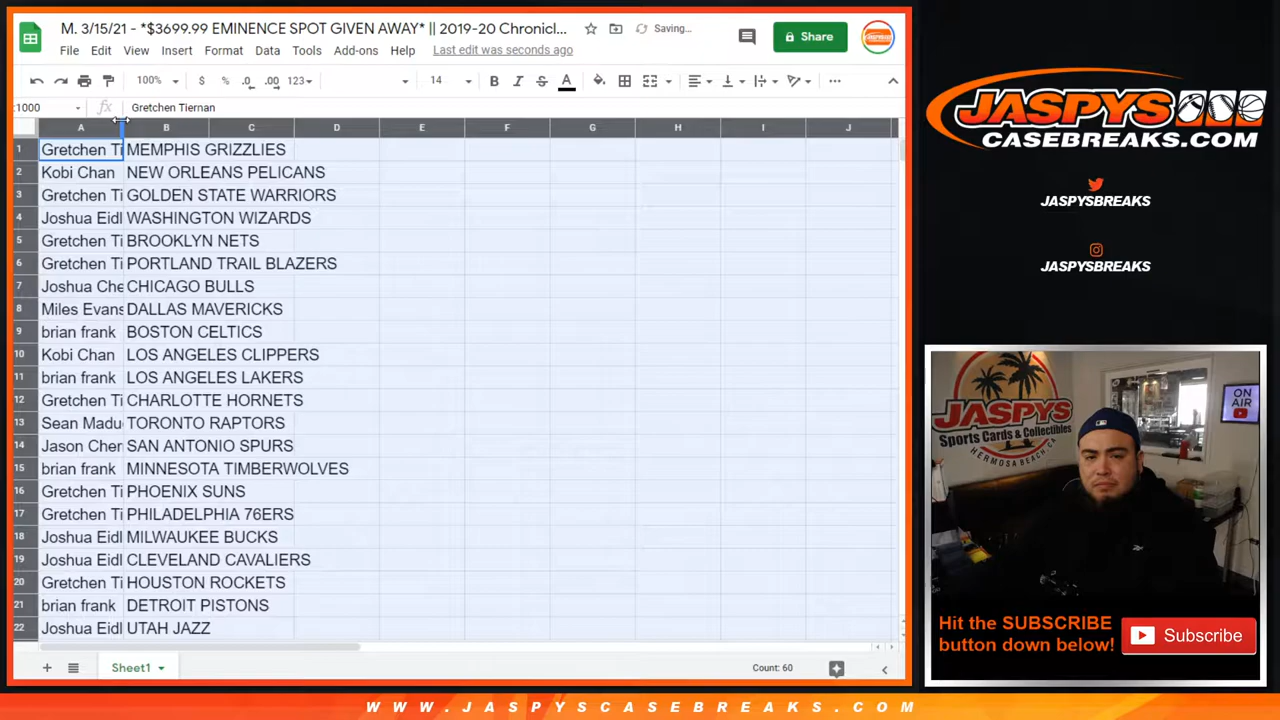 M. 3/15/21 - *$3699.99 EMINENCE SPOT GIVEN AWAY* || 2019-20 Chronicl...
Saving...
File Edit View Insert Format Data Tools Add-ons Help Last edit was seconds ago
Share
JASPYS CASEBREAKS.COM
100% $ % .0 .00 123 14 B I S A
:1000 fx Gretchen Tiernan
A B C D E F G H I J
1 Gretchen Ti MEMPHIS GRIZZLIES
2 Kobi Chan NEW ORLEANS PELICANS
3 Gretchen Ti GOLDEN STATE WARRIORS
4 Joshua Eidl WASHINGTON WIZARDS
5 Gretchen Ti BROOKLYN NETS
6 Gretchen Ti PORTLAND TRAIL BLAZERS
7 Joshua Che CHICAGO BULLS
8 Miles Evans DALLAS MAVERICKS
9 brian frank BOSTON CELTICS
10 Kobi Chan LOS ANGELES CLIPPERS
11 brian frank LOS ANGELES LAKERS
12 Gretchen Ti CHARLOTTE HORNETS
13 Sean Madu TORONTO RAPTORS
14 Jason Cher SAN ANTONIO SPURS
15 brian frank MINNESOTA TIMBERWOLVES
16 Gretchen Ti PHOENIX SUNS
17 Gretchen Ti PHILADELPHIA 76ERS
18 Joshua Eidl MILWAUKEE BUCKS
19 Joshua Eidl CLEVELAND CAVALIERS
20 Gretchen Ti HOUSTON ROCKETS
21 brian frank DETROIT PISTONS
22 Joshua Eidl UTAH JAZZ
Sheet1
Count: 60
JASPYSBREAKS
JASPYSBREAKS
JASPYS
Sports Cards & Collectibles
HERMOSA BEACH, CA
ON AIR
Hit the SUBSCRIBE
button down below!
Subscribe
WWW.JASPYSCASEBREAKS.COM